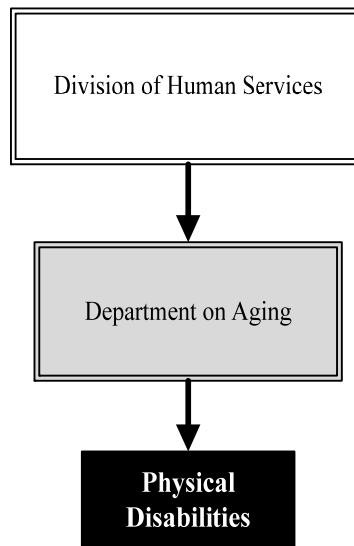 Division of Human Services
Department on Aging
Physical
Disabilities